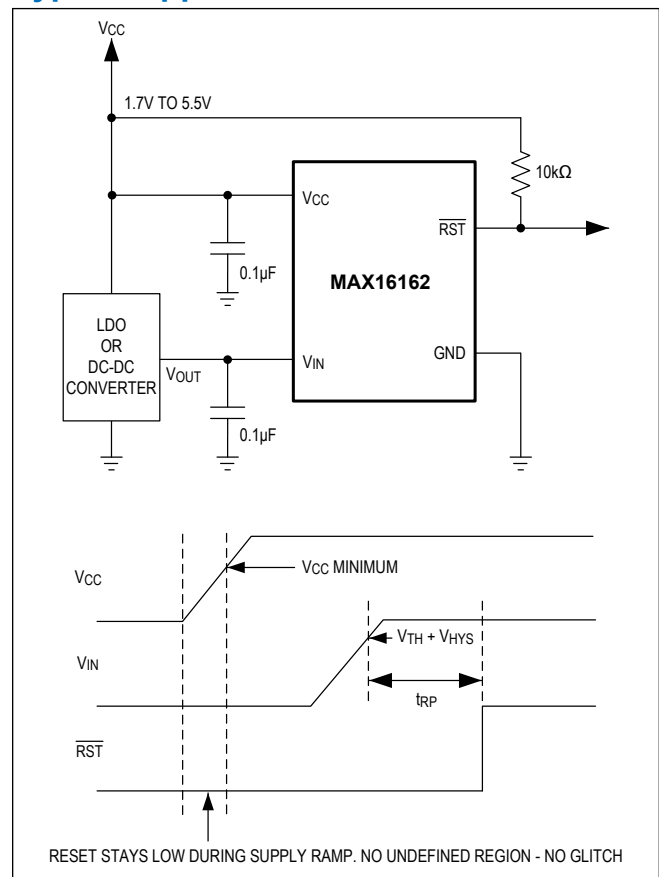 VCC
1.7V TO 5.5V
10kΩ
VCC
RST
0.1µF
MAX16162
LDO
OR
DC-DC
CONVERTER
VOUT
VIN
GND
0.1µF
VCC
VCC MINIMUM
VIN
VTH + VHYS
tRP
RST
RESET STAYS LOW DURING SUPPLY RAMP. NO UNDEFINED REGION - NO GLITCH